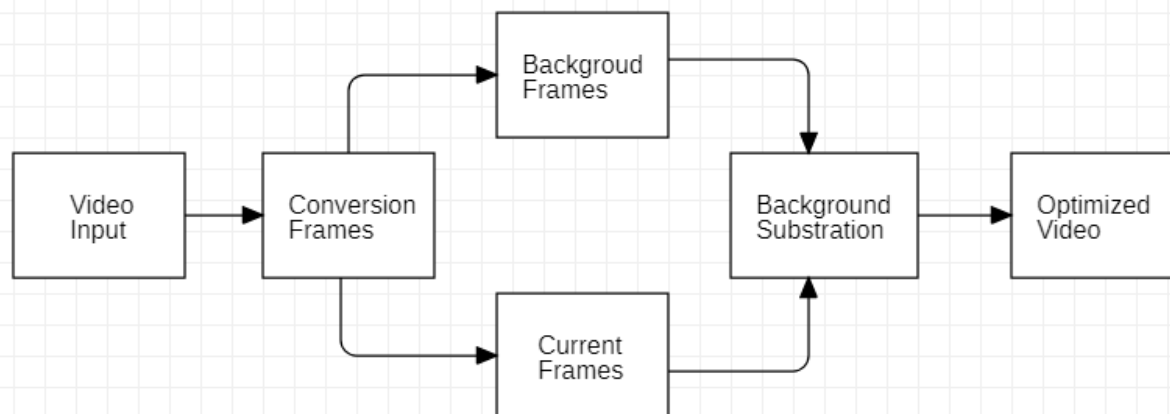 Video
Input
Conversion
Frames
Backgroud
Frames
Current
Frames
Background
Substration
Optimized
Video